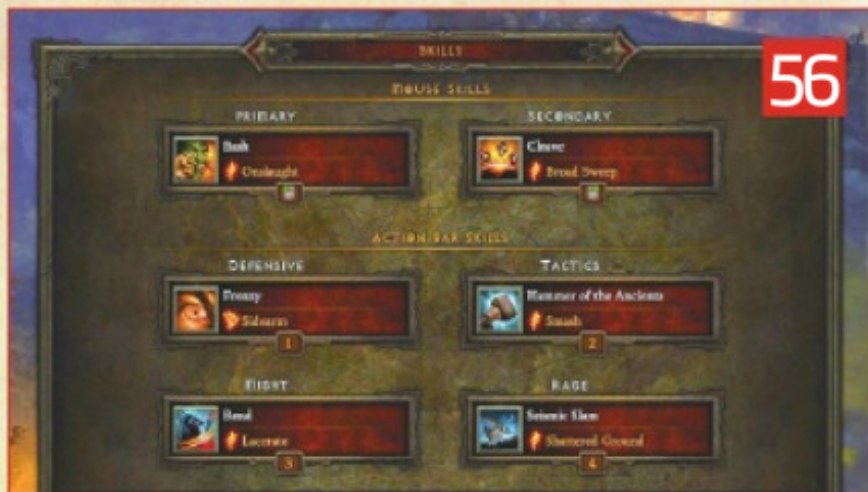 SKILLS
56
MOUSE SKILLS
PRIMARY
SECONDARY
Bash
Onslaught
Cleave
Broad Sweep
ACTION BAR SKILLS
DEFENSIVE
TACTICS
Frenzy
Sidearm
1
Hammer of the Ancients
Smash
2
MIGHT
RAGE
Rend
Lacerate
3
Seismic Slam
Shattered Ground
4